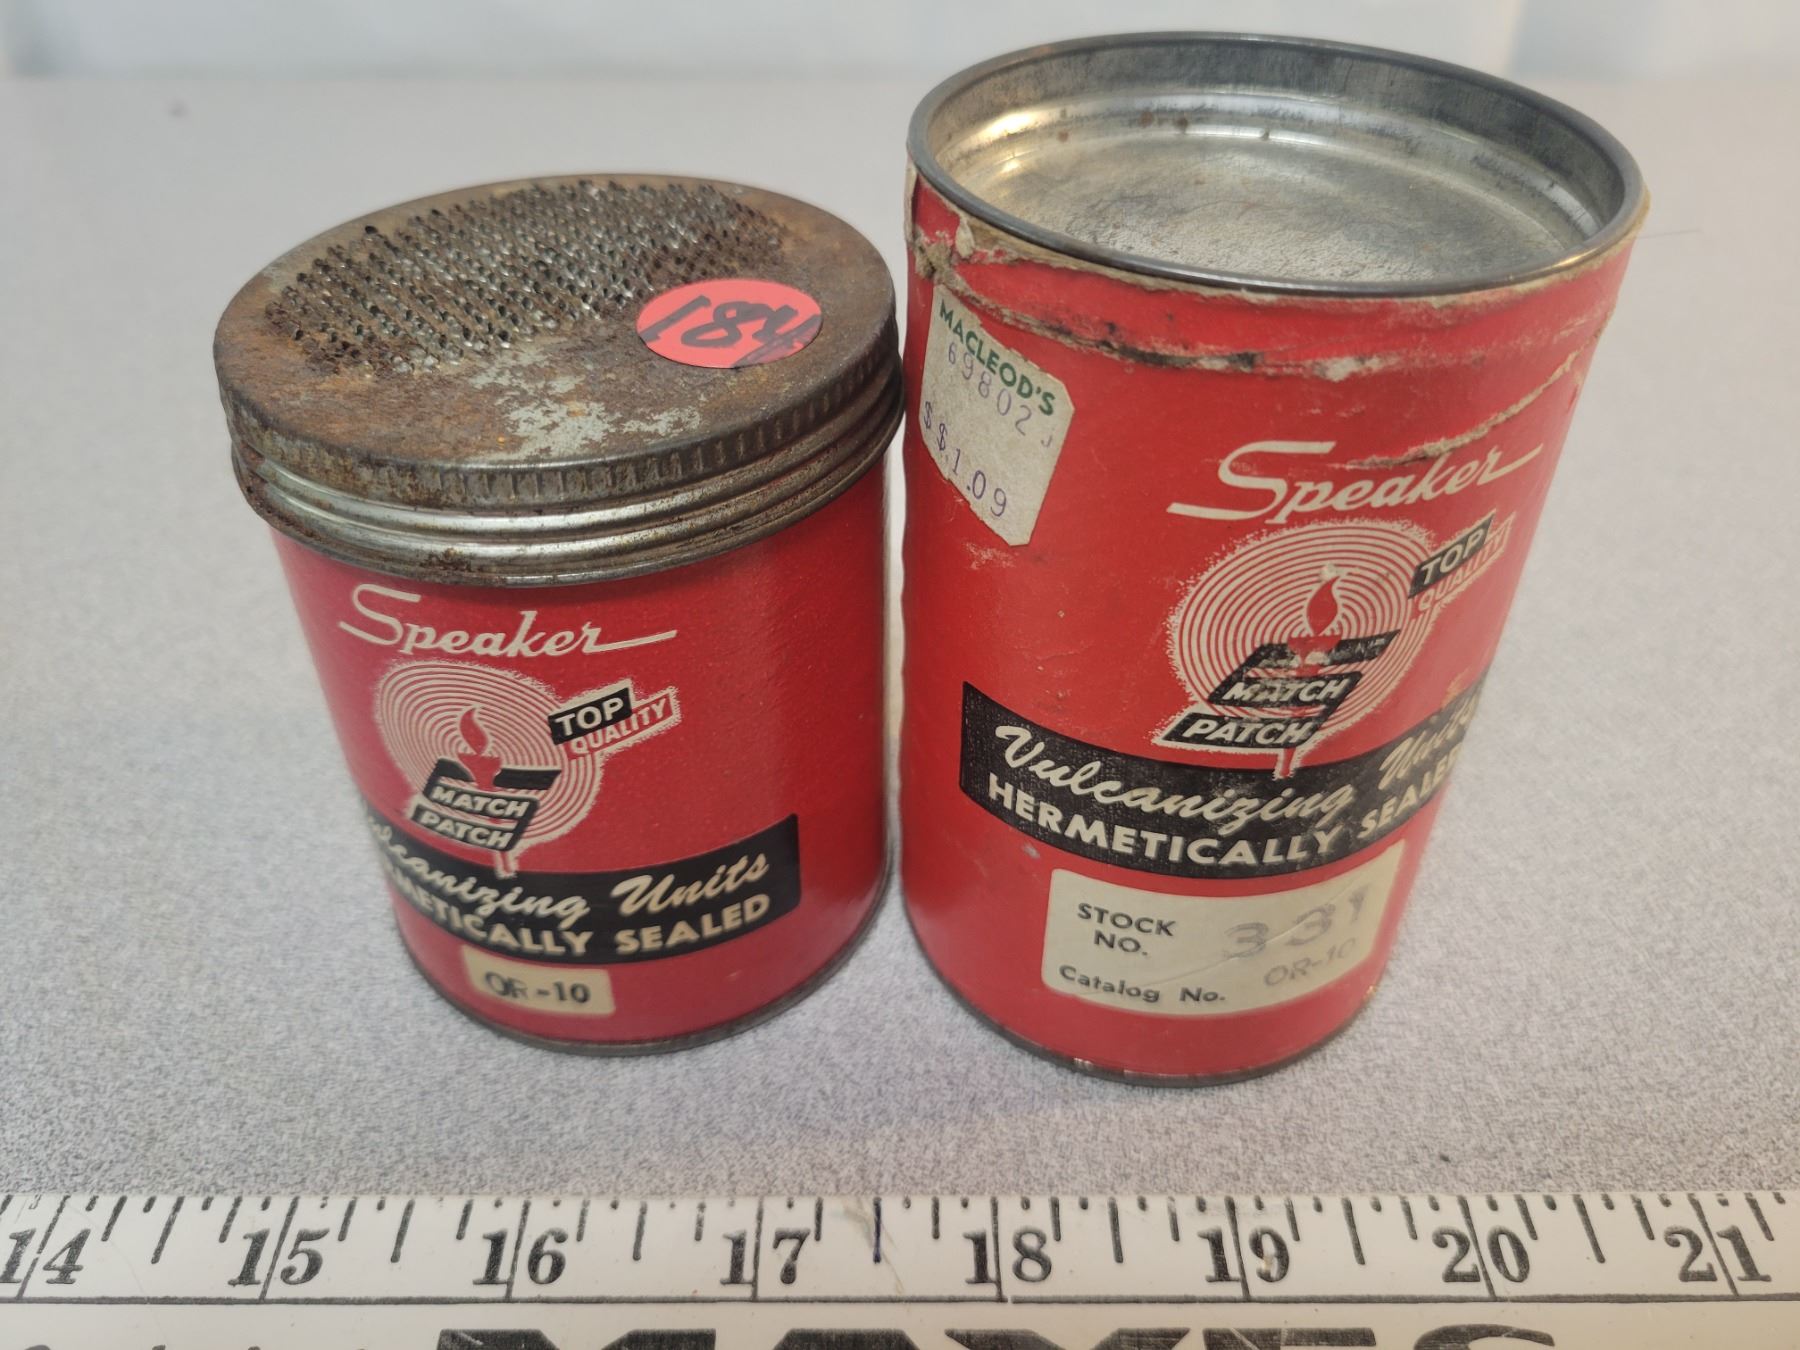 184
Speaker
TOP
QUALITY
MATCH
PATCH
Vulcanizing Units
HERMETICALLY SEALED
OR-10
MACLEOD'S
69802 J
$$1.09
Speaker
TOP
QUALITY
MATCH
PATCH
Vulcanizing Units
HERMETICALLY SEALED
STOCK NO. 331
Catalog No. OR-10
14 15 16 17 18 19 20 21